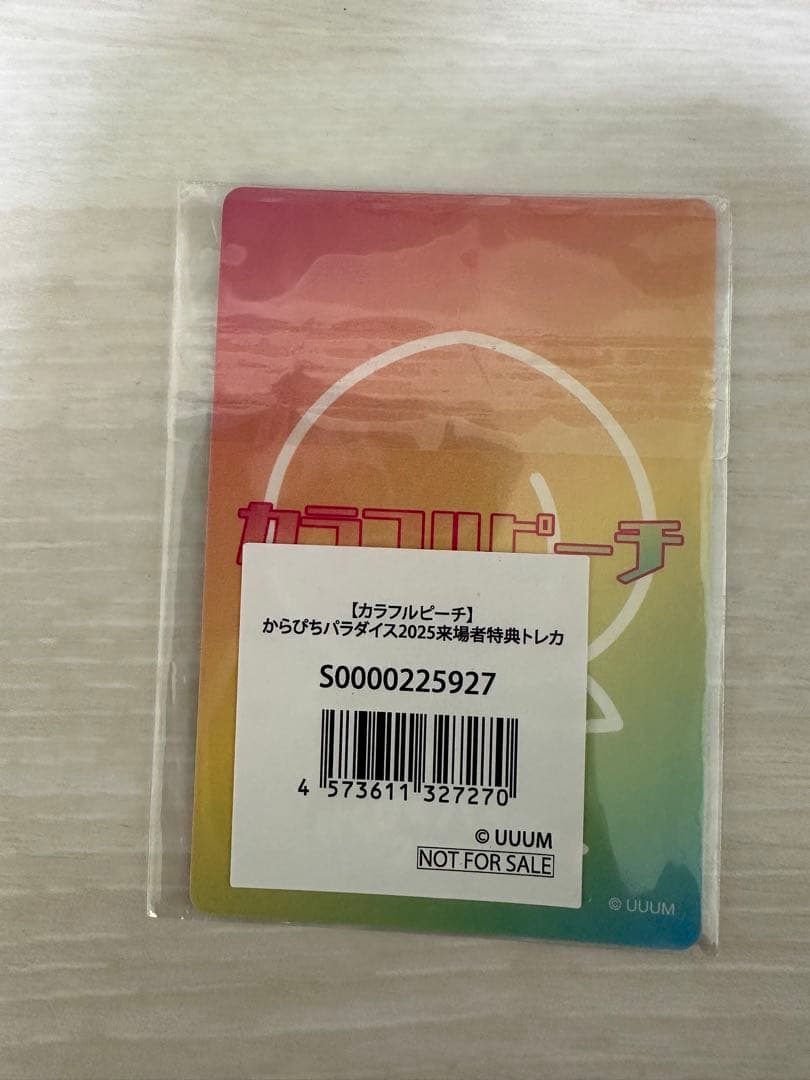 カラフルピーチ
【カラフルピーチ】
からぴちパラダイス2025来場者特典トレカ
S0000225927
4 573611 327270
© UUUM
NOT FOR SALE
© UUUM